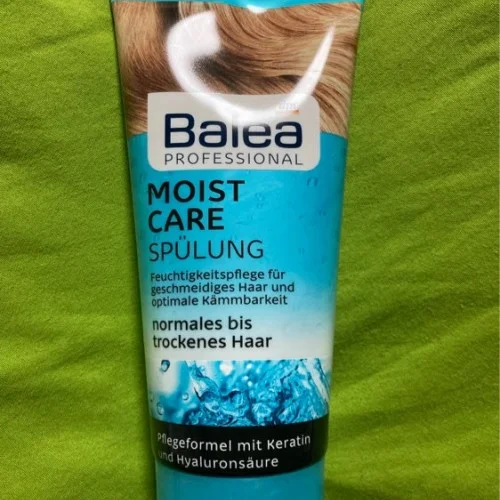 Balea
PROFESSIONAL
MOIST
CARE
SPÜLUNG
Feuchtigkeitspflege für
geschmeidiges Haar und
optimale Kämmbarkeit
normales bis
trockenes Haar
Pflegeformel mit Keratin
und Hyaluronsäure